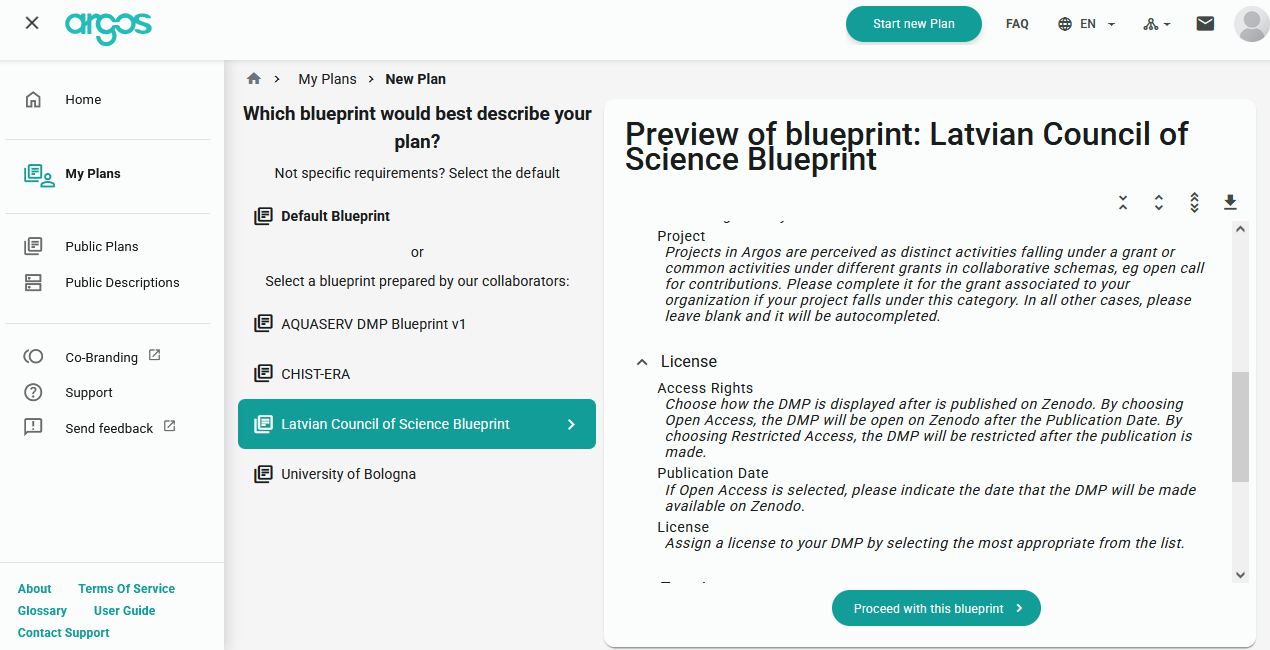 argos
Start new Plan
FAQ
EN
Home
My Plans
Public Plans
Public Descriptions
Co-Branding
Support
Send feedback
About
Terms Of Service
Glossary
User Guide
Contact Support
My Plans
New Plan
Which blueprint would best describe your
plan?
Not specific requirements? Select the default
Default Blueprint
or
Select a blueprint prepared by our collaborators:
AQUASERV DMP Blueprint v1
CHIST-ERA
Latvian Council of Science Blueprint
University of Bologna
Preview of blueprint: Latvian Council of
Science Blueprint
Project
Projects in Argos are perceived as distinct activities falling under a grant or
common activities under different grants in collaborative schemas, eg open call
for contributions. Please complete it for the grant associated to your
organization if your project falls under this category. In all other cases, please
leave blank and it will be autocompleted.
License
Access Rights
Choose how the DMP is displayed after is published on Zenodo. By choosing
Open Access, the DMP will be open on Zenodo after the Publication Date. By
choosing Restricted Access, the DMP will be restricted after the publication is
made.
Publication Date
If Open Access is selected, please indicate the date that the DMP will be made
available on Zenodo.
License
Assign a license to your DMP by selecting the most appropriate from the list.
Proceed with this blueprint